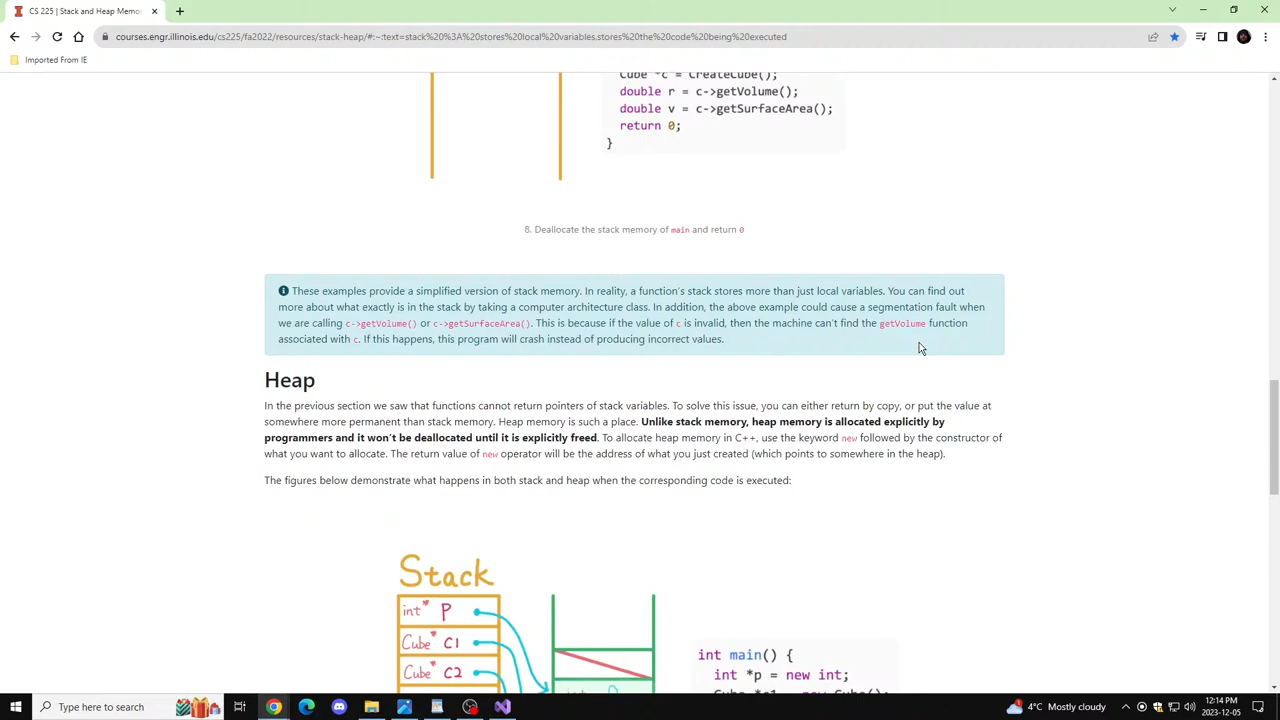 CS 225 | Stack and Heap Memo
courses.engr.illinois.edu/cs225/fa2022/resources/stack-heap/#:~:text=stack%20%3A%20stores%20local%20variables,stores%20the%20code%20being%20executed
Imported From IE
Cube *c = CreateCube();
double r = c->getVolume();
double v = c->getSurfaceArea();
return 0;
}
8. Deallocate the stack memory of main and return 0
These examples provide a simplified version of stack memory. In reality, a function's stack stores more than just local variables. You can find out
more about what exactly is in the stack by taking a computer architecture class. In addition, the above example could cause a segmentation fault when
we are calling c->getVolume() or c->getSurfaceArea(). This is because if the value of c is invalid, then the machine can't find the getVolume function
associated with c. If this happens, this program will crash instead of producing incorrect values.
Heap
In the previous section we saw that functions cannot return pointers of stack variables. To solve this issue, you can either return by copy, or put the value at
somewhere more permanent than stack memory. Heap memory is such a place. Unlike stack memory, heap memory is allocated explicitly by
programmers and it won't be deallocated until it is explicitly freed. To allocate heap memory in C++, use the keyword new followed by the constructor of
what you want to allocate. The return value of new operator will be the address of what you just created (which points to somewhere in the heap).
The figures below demonstrate what happens in both stack and heap when the corresponding code is executed:
Stack
int* p
Cube* c1
Cube* c2
int main() {
int *p = new int;
Cube *c1 = new Cube();
Type here to search
4°C Mostly cloudy
12:14 PM
2023-12-05